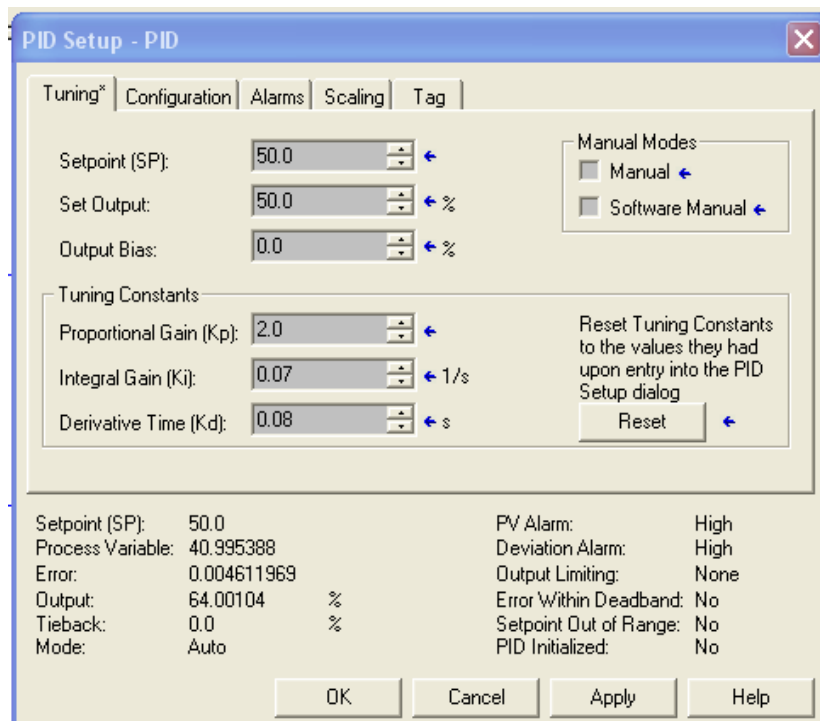 PID Setup - PID
Tuning* Configuration Alarms Scaling Tag
Setpoint (SP): 50.0
Set Output: 50.0 %
Output Bias: 0.0 %
Manual Modes
Manual
Software Manual
Tuning Constants
Proportional Gain (Kp): 2.0
Integral Gain (Ki): 0.07 1/s
Derivative Time (Kd): 0.08 s
Reset Tuning Constants
to the values they had
upon entry into the PID
Setup dialog
Reset
Setpoint (SP): 50.0
Process Variable: 40.995388
Error: 0.004611969
Output: 64.00104 %
Tieback: 0.0 %
Mode: Auto
PV Alarm: High
Deviation Alarm: High
Output Limiting: None
Error Within Deadband: No
Setpoint Out of Range: No
PID Initialized: No
OK Cancel Apply Help